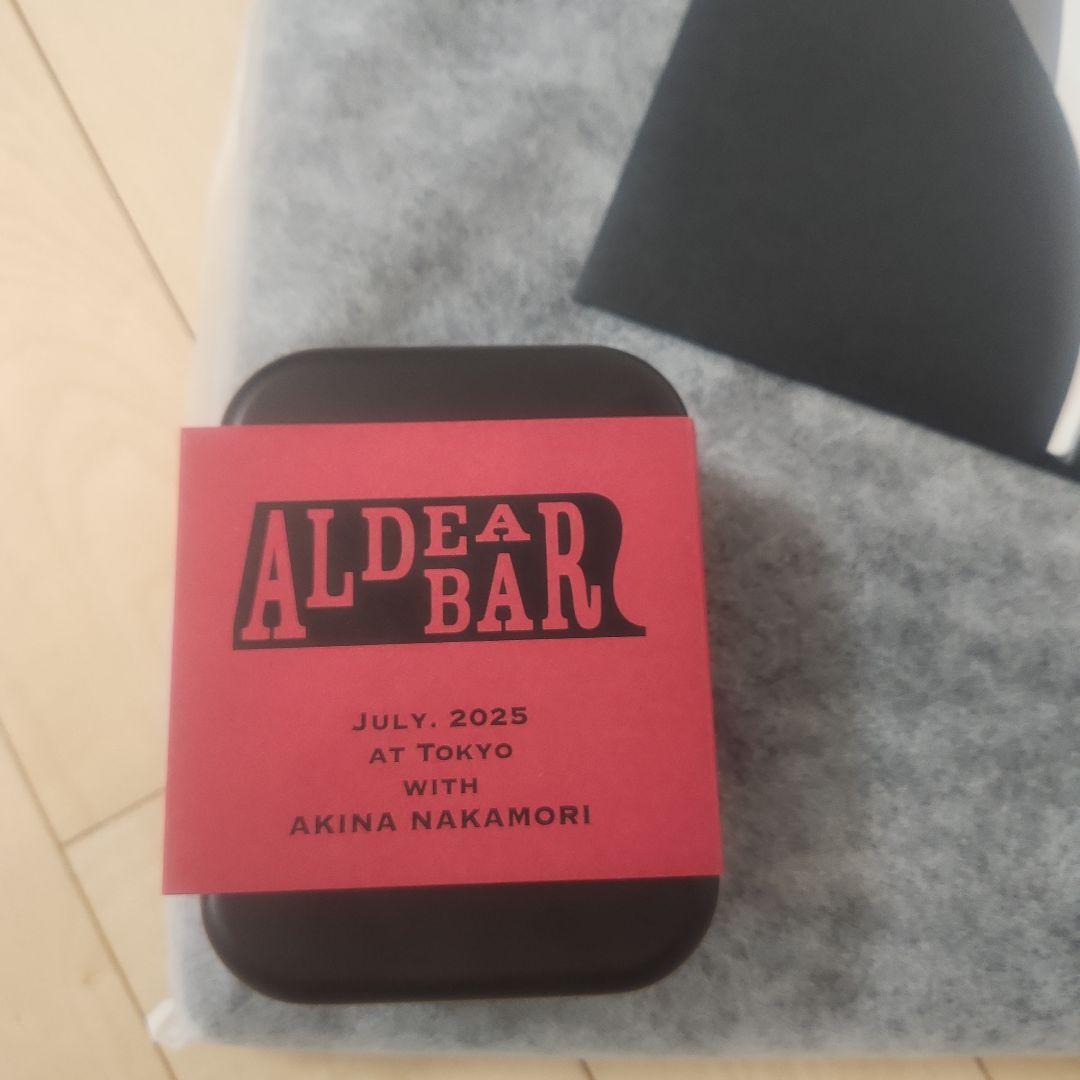 ALDEA
BAR
JULY. 2025
AT TOKYO
WITH
AKINA NAKAMORI